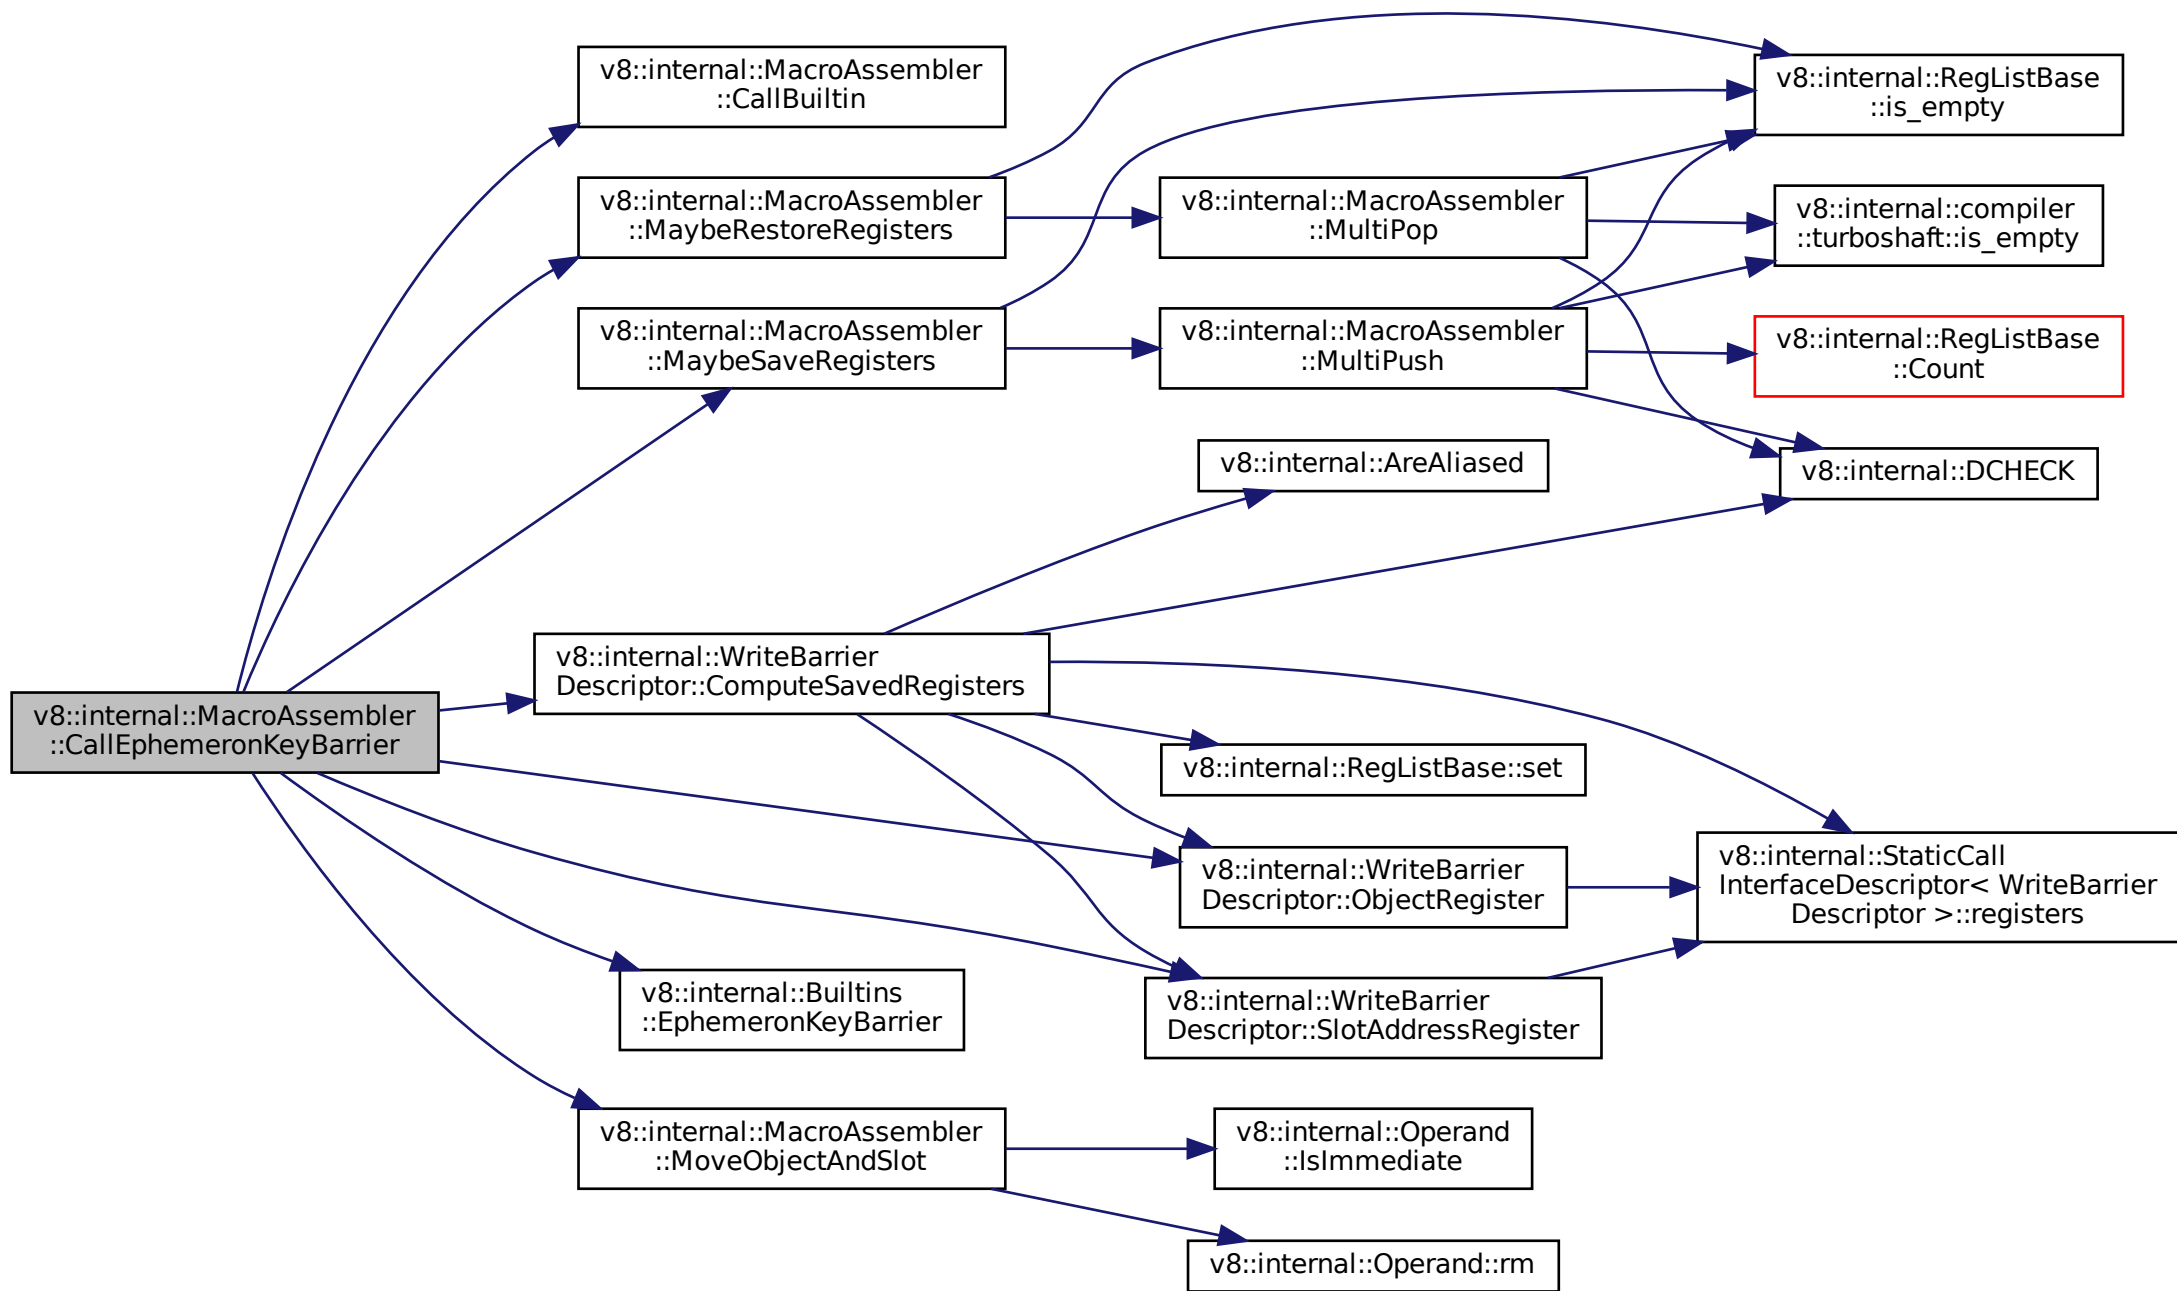 v8::internal::MacroAssembler
::CallEphemeronKeyBarrier
v8::internal::MacroAssembler
::CallBuiltin
v8::internal::MacroAssembler
::MaybeRestoreRegisters
v8::internal::MacroAssembler
::MaybeSaveRegisters
v8::internal::WriteBarrier
Descriptor::ComputeSavedRegisters
v8::internal::Builtins
::EphemeronKeyBarrier
v8::internal::MacroAssembler
::MoveObjectAndSlot
v8::internal::MacroAssembler
::MultiPop
v8::internal::MacroAssembler
::MultiPush
v8::internal::AreAliased
v8::internal::RegListBase::set
v8::internal::WriteBarrier
Descriptor::ObjectRegister
v8::internal::WriteBarrier
Descriptor::SlotAddressRegister
v8::internal::Operand
::IsImmediate
v8::internal::Operand::rm
v8::internal::RegListBase
::is_empty
v8::internal::compiler
::turboshaft::is_empty
v8::internal::RegListBase
::Count
v8::internal::DCHECK
v8::internal::StaticCall
InterfaceDescriptor< WriteBarrier
Descriptor >::registers